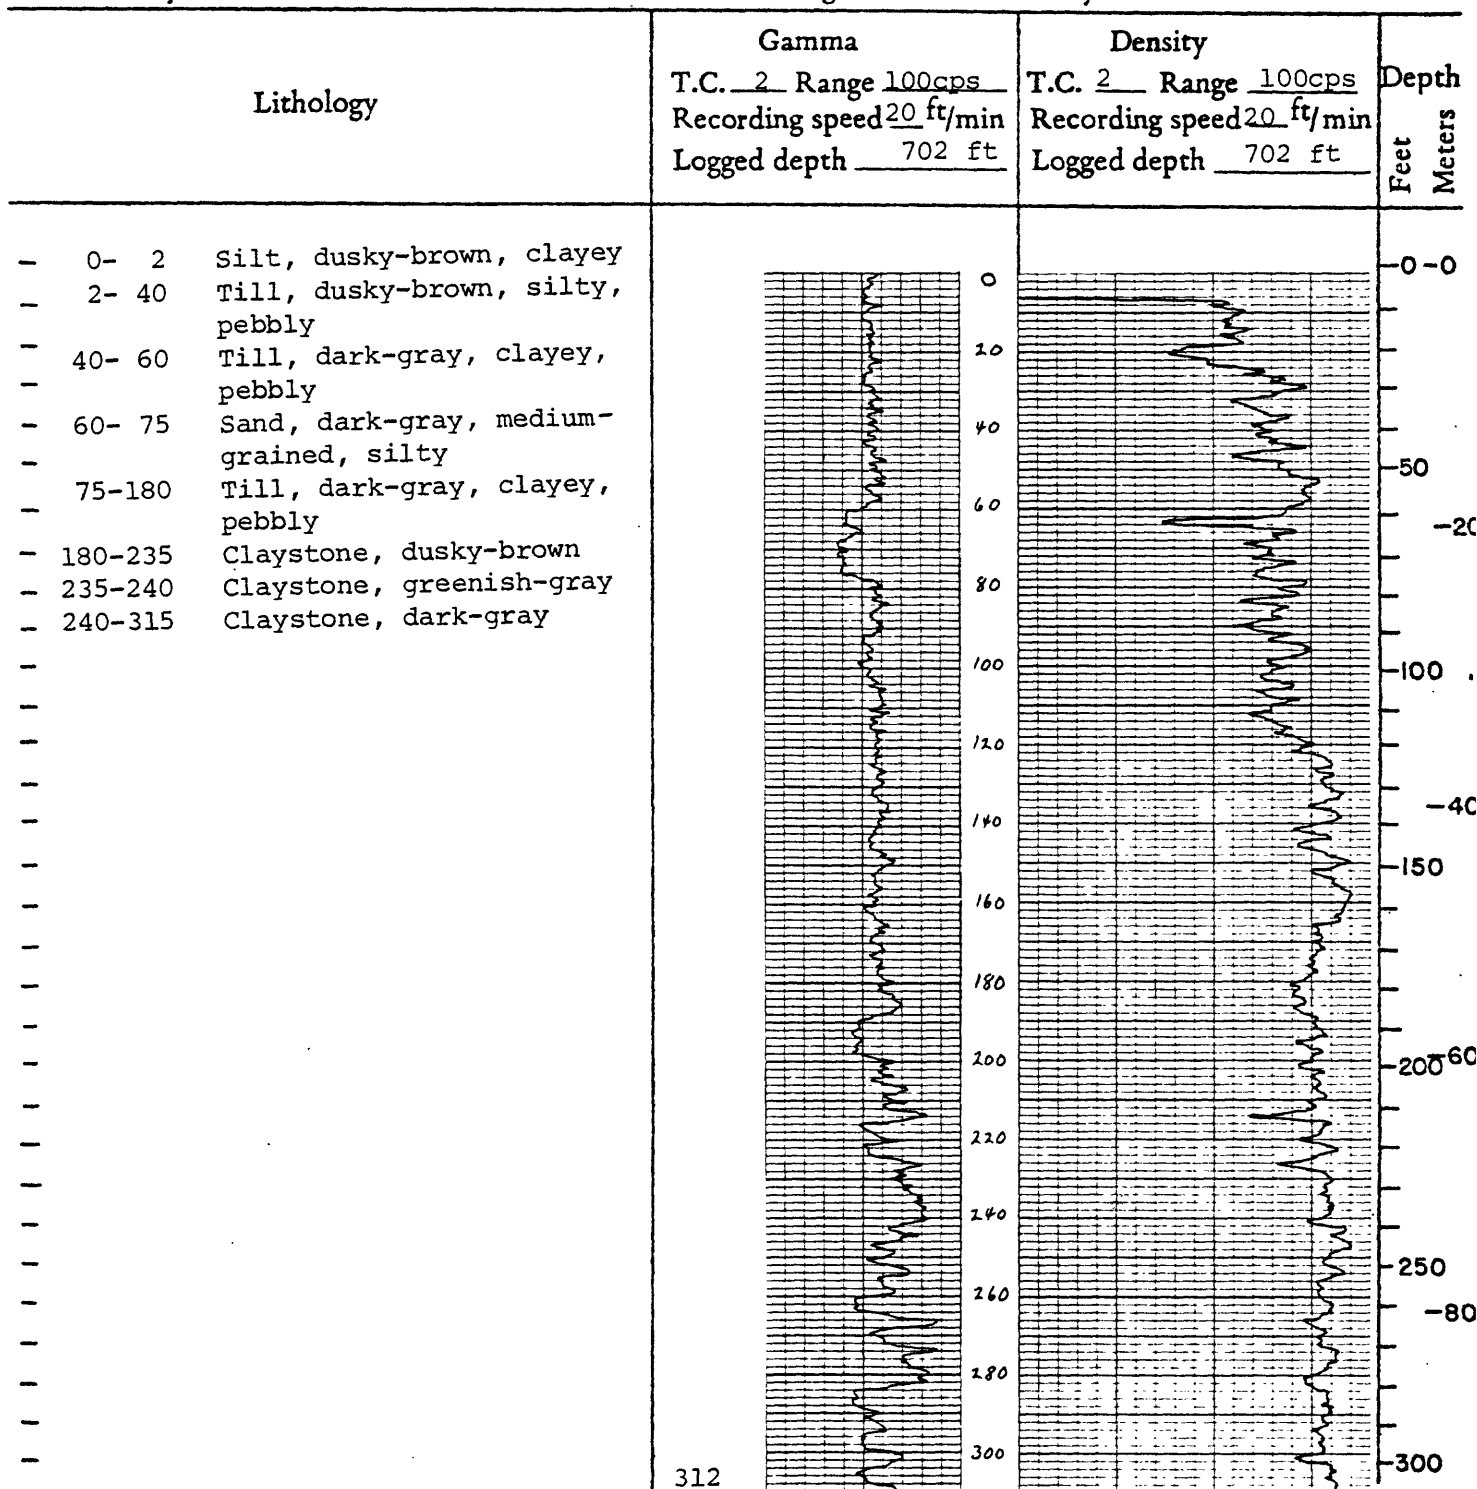 Lithology
Gamma
T.C. 2 Range 100cps
Recording speed 20 ft/min
Logged depth 702 ft
Density
T.C. 2 Range 100cps
Recording speed 20 ft/min
Logged depth 702 ft
Depth
Feet
Meters
0- 2 Silt, dusky-brown, clayey
2- 40 Till, dusky-brown, silty,
pebbly
40- 60 Till, dark-gray, clayey,
pebbly
60- 75 Sand, dark-gray, medium-
grained, silty
75-180 Till, dark-gray, clayey,
pebbly
180-235 Claystone, dusky-brown
235-240 Claystone, greenish-gray
240-315 Claystone, dark-gray
0
20
40
60
80
100
120
140
160
180
200
220
240
260
280
300
-0 -0
-50
-20
-100
-40
-150
-200
-60
-250
-80
-300
312